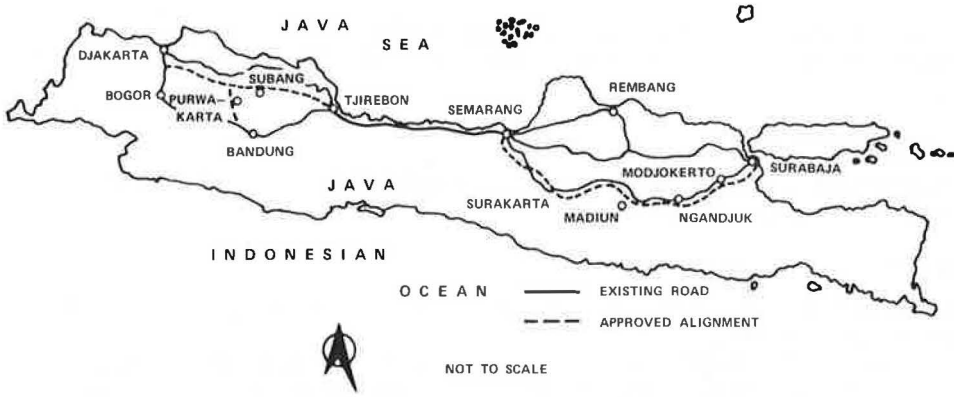 JAVA
SEA
DJAKARTA
SUBANG
BOGOR
PURWA-
KARTA
TJIREBON
BANDUNG
SEMARANG
REMBANG
SURABAJA
MODJOKERTO
SURAKARTA
MADIUN
NGANDJUK
JAVA
INDONESIAN
OCEAN
EXISTING ROAD
APPROVED ALIGNMENT
NOT TO SCALE